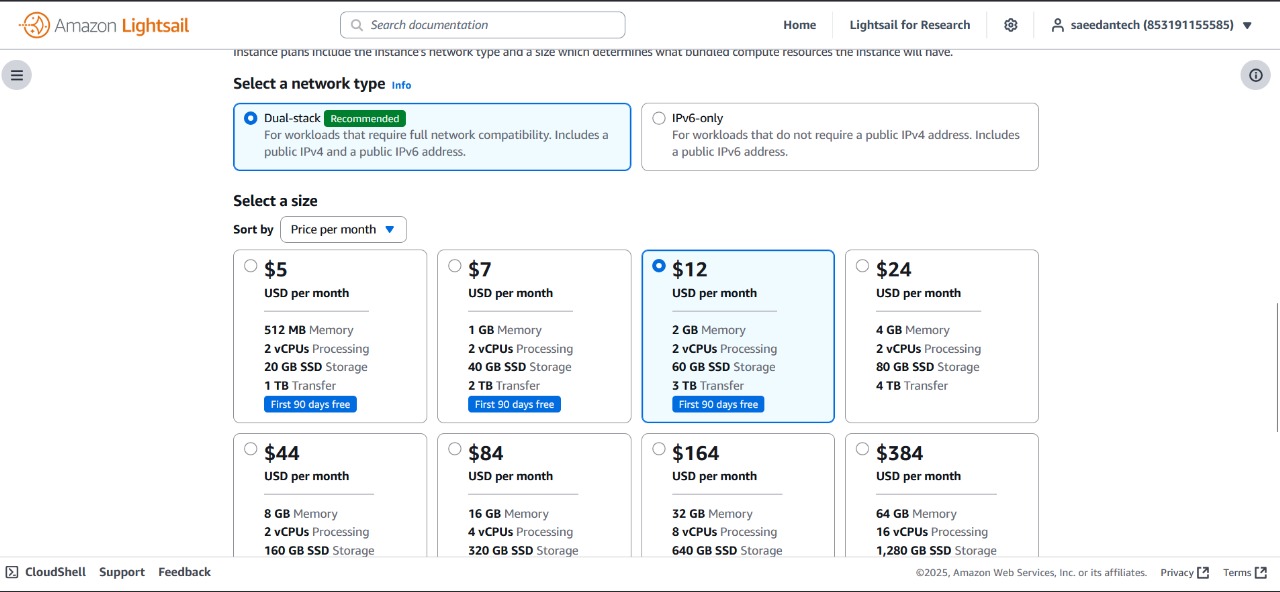 Amazon Lightsail
Search documentation
Home
Lightsail for Research
saeedantech (853191155585)
Instance plans include the instance's network type and a size which determines what bundled compute resources the instance will have.
Select a network type Info
Dual-stack Recommended
For workloads that require full network compatibility. Includes a
public IPv4 and a public IPv6 address.
IPv6-only
For workloads that do not require a public IPv4 address. Includes
a public IPv6 address.
Select a size
Sort by Price per month
$5
USD per month
512 MB Memory
2 vCPUs Processing
20 GB SSD Storage
1 TB Transfer
First 90 days free
$7
USD per month
1 GB Memory
2 vCPUs Processing
40 GB SSD Storage
2 TB Transfer
First 90 days free
$12
USD per month
2 GB Memory
2 vCPUs Processing
60 GB SSD Storage
3 TB Transfer
First 90 days free
$24
USD per month
4 GB Memory
2 vCPUs Processing
80 GB SSD Storage
4 TB Transfer
$44
USD per month
8 GB Memory
2 vCPUs Processing
160 GB SSD Storage
$84
USD per month
16 GB Memory
4 vCPUs Processing
320 GB SSD Storage
$164
USD per month
32 GB Memory
8 vCPUs Processing
640 GB SSD Storage
$384
USD per month
64 GB Memory
16 vCPUs Processing
1,280 GB SSD Storage
CloudShell Support Feedback
©2025, Amazon Web Services, Inc. or its affiliates. Privacy Terms